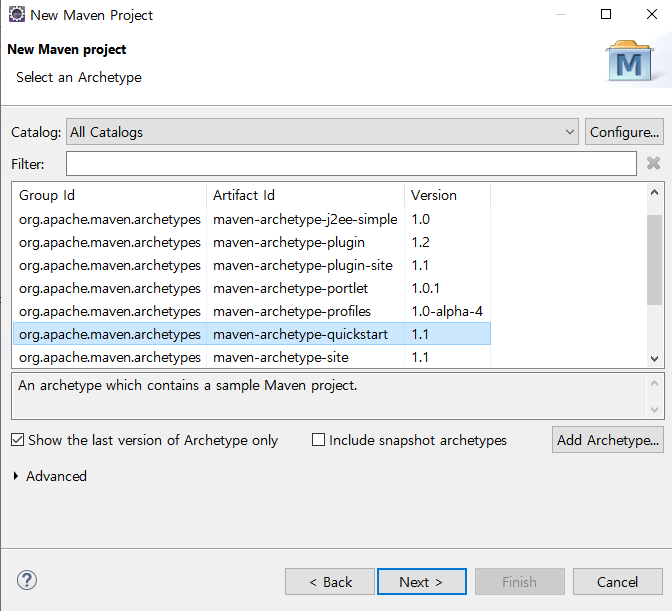 New Maven Project
New Maven project
Select an Archetype
M
Catalog: All Catalogs Configure...
Filter:
Group Id Artifact Id Version
org.apache.maven.archetypes maven-archetype-j2ee-simple 1.0
org.apache.maven.archetypes maven-archetype-plugin 1.2
org.apache.maven.archetypes maven-archetype-plugin-site 1.1
org.apache.maven.archetypes maven-archetype-portlet 1.0.1
org.apache.maven.archetypes maven-archetype-profiles 1.0-alpha-4
org.apache.maven.archetypes maven-archetype-quickstart 1.1
org.apache.maven.archetypes maven-archetype-site 1.1
An archetype which contains a sample Maven project.
Show the last version of Archetype only Include snapshot archetypes Add Archetype...
Advanced
? < Back Next > Finish Cancel